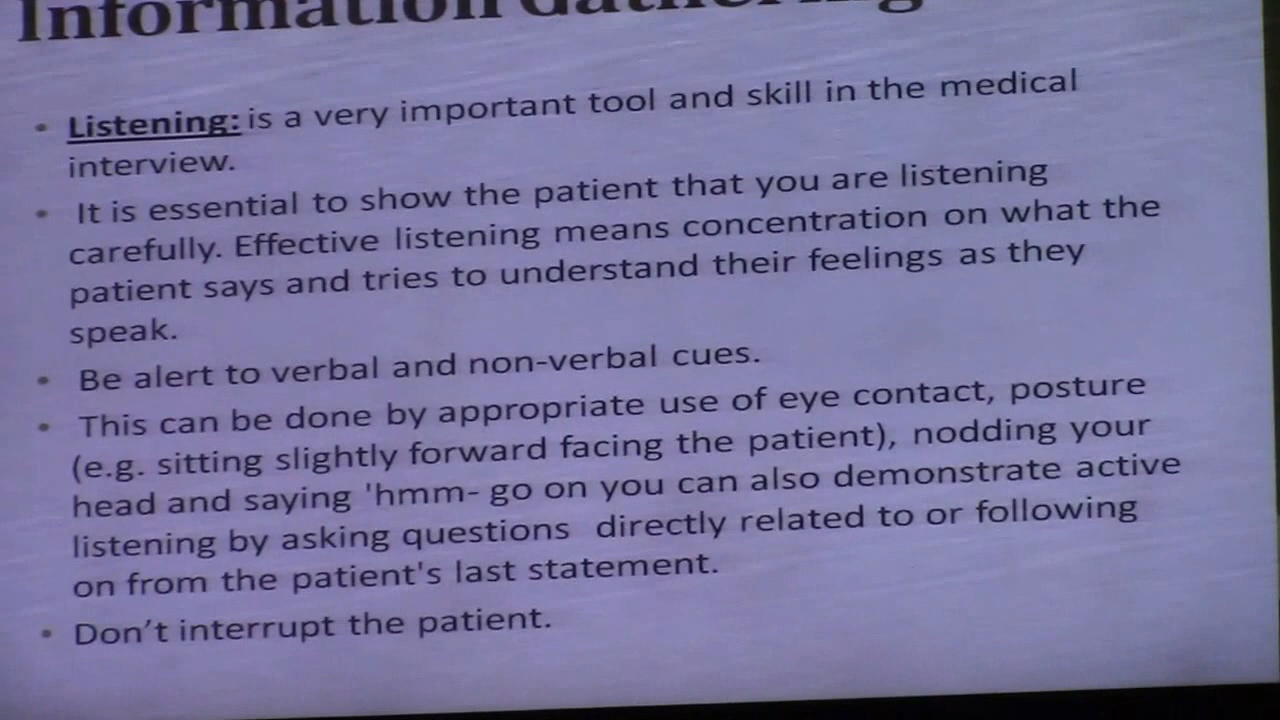 Information Gathering
• Listening: is a very important tool and skill in the medical
interview.
• It is essential to show the patient that you are listening
carefully. Effective listening means concentration on what the
patient says and tries to understand their feelings as they
speak.
• Be alert to verbal and non-verbal cues.
• This can be done by appropriate use of eye contact, posture
(e.g. sitting slightly forward facing the patient), nodding your
head and saying 'hmm- go on you can also demonstrate active
listening by asking questions directly related to or following
on from the patient's last statement.
• Don’t interrupt the patient.